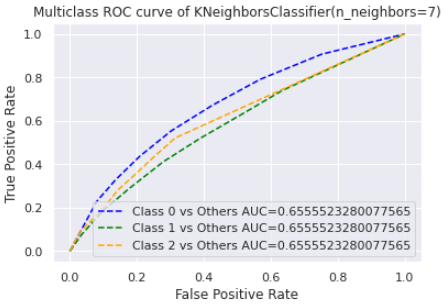 Multiclass ROC curve of KNeighborsClassifier(n_neighbors=7)
True Positive Rate
1.0
0.8
0.6
0.4
0.2
0.0
Class 0 vs Others AUC=0.6555523280077565
Class 1 vs Others AUC=0.6555523280077565
Class 2 vs Others AUC=0.6555523280077565
0.0 0.2 0.4 0.6 0.8 1.0
False Positive Rate